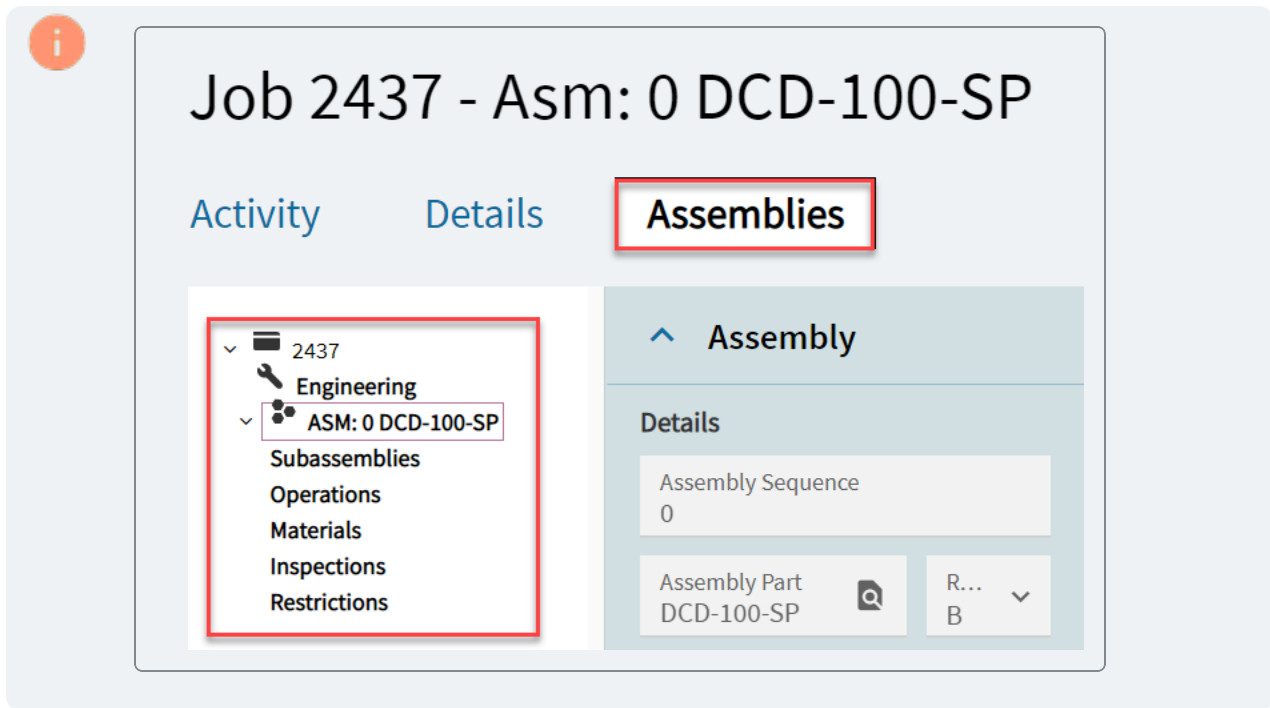 i
Job 2437 - Asm: 0 DCD-100-SP
Activity Details Assemblies
2437
Engineering
ASM: 0 DCD-100-SP
Subassemblies
Operations
Materials
Inspections
Restrictions
Assembly
Details
Assembly Sequence
0
Assembly Part
DCD-100-SP
R...
B